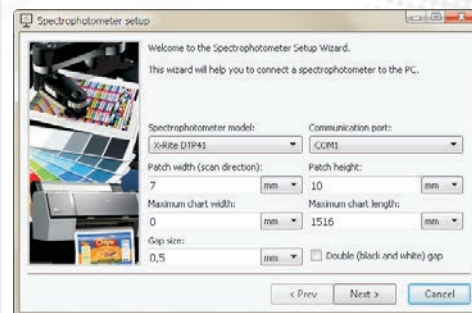 Spectrophotometer setup
Welcome to the Spectrophotometer Setup Wizard.
This wizard will help you to connect a spectrophotometer to the PC.
Spectrophotometer model: Communication port:
X-Rite DTP41 COM1
Patch width (scan direction): Patch height:
7 mm 10 mm
Maximum chart width: Maximum chart length:
0 mm 1516 mm
Gap size:
0,5 mm Double (black and white) gap
< Prev Next > Cancel